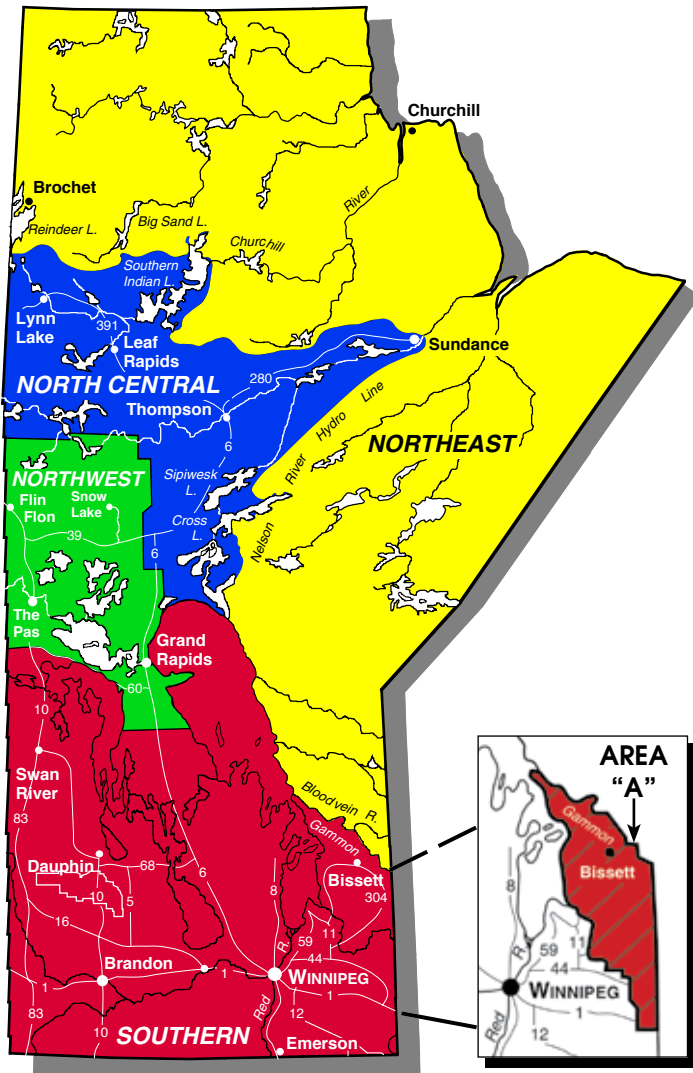 Churchill
River
Brochet
Reindeer L.
Big Sand L.
Churchill
Southern
Indian L.
Lynn
Lake
391
Leaf
Rapids
Sundance
NORTH CENTRAL
280
Thompson
6
River Hydro Line
NORTHEAST
NORTHWEST
Sipiwesk
L.
Flin
Flon
Snow
Lake
Cross
L.
Nelson
39
6
The
Pas
Grand
Rapids
60
10
Swan
River
83
Bloodvein R.
Gammon
Dauphin
68
6
8
Bissett
304
10
5
16
11
59
R.
44
Brandon
1
1
WINNIPEG
1
83
Red
12
10
SOUTHERN
Emerson
AREA
“A”
Gammon
Bissett
8
R.
59
11
44
WINNIPEG
1
Red
12